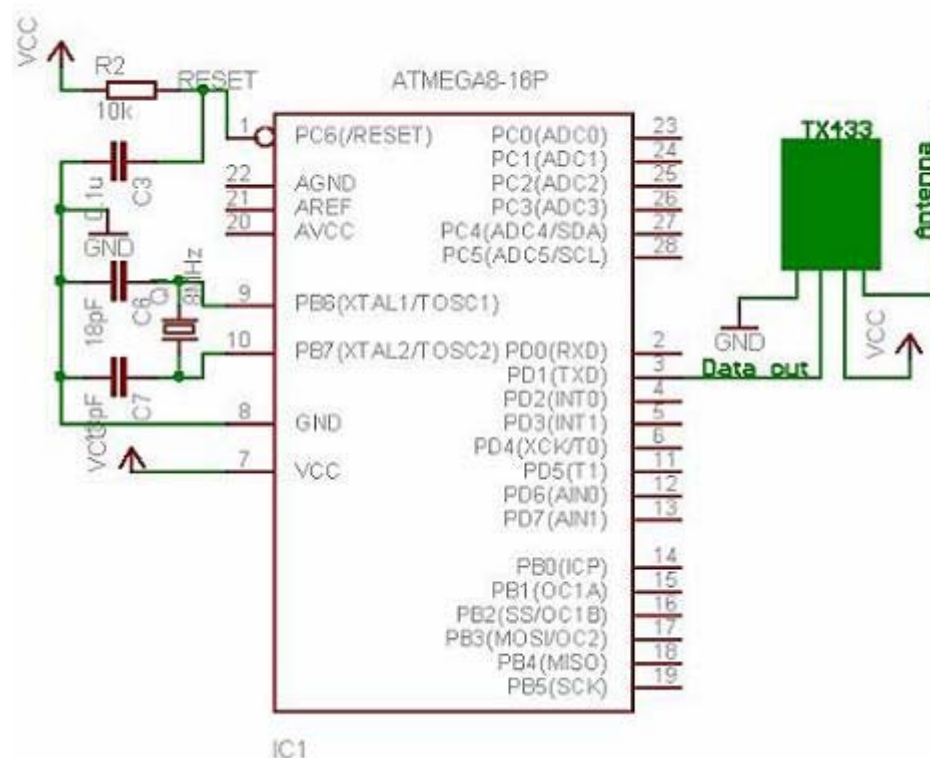 VCC
R2
10k
RESET
ATMEGA8-16P
1
PC6(/RESET)
22
AGND
21
AREF
20
AVCC
9
PB6(XTAL1/TOSC1)
10
PB7(XTAL2/TOSC2)
8
GND
7
VCC
PC0(ADC0)
23
PC1(ADC1)
24
PC2(ADC2)
25
PC3(ADC3)
26
PC4(ADC4/SDA)
27
PC5(ADC5/SCL)
28
PD0(RXD)
2
PD1(TXD)
3
PD2(INT0)
4
PD3(INT1)
5
PD4(XCK/T0)
6
PD5(T1)
11
PD6(AIN0)
12
PD7(AIN1)
13
PB0(ICP)
14
PB1(OC1A)
15
PB2(SS/OC1B)
16
PB3(MOSI/OC2)
17
PB4(MISO)
18
PB5(SCK)
19
0.1u
C3
GND
18pF
C6
8MHz
C7
IC1
TX433
Antenna
GND
VCC
Data out